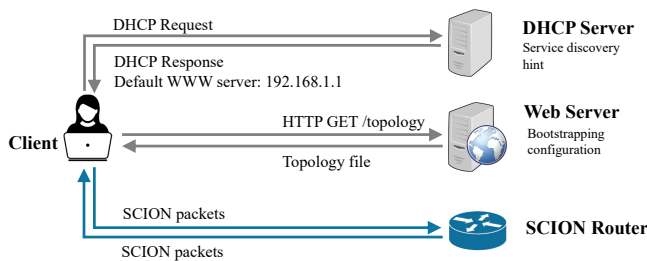 DHCP Request
DHCP Server
Service discovery
hint
DHCP Response
Default WWW server: 192.168.1.1
Client
HTTP GET /topology
Web Server
Bootstrapping
configuration
Topology file
SCION packets
SCION Router
SCION packets